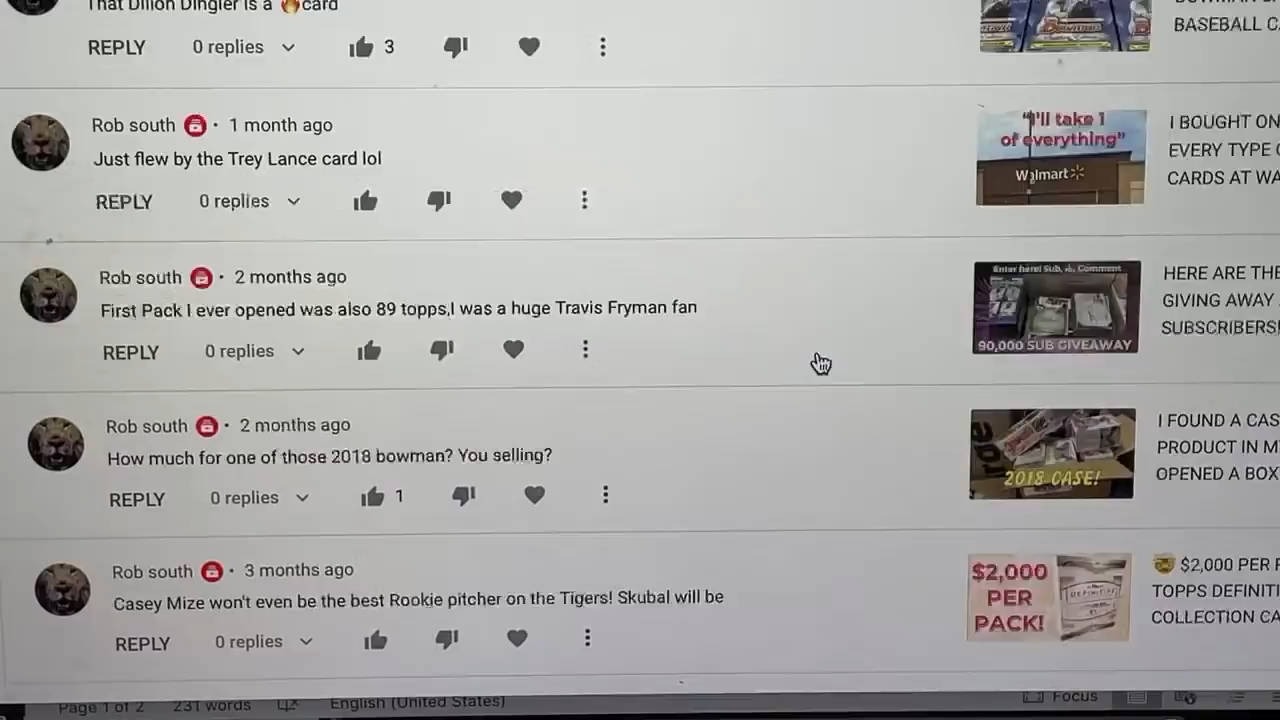 That Dillon Dingler is a 🔥card
REPLY 0 replies 3
BASEBALL C
Rob south · 1 month ago
Just flew by the Trey Lance card lol
REPLY 0 replies
"I'll take 1
of everything"
Walmart
I BOUGHT ON
EVERY TYPE
CARDS AT WA
Rob south · 2 months ago
First Pack I ever opened was also 89 topps,I was a huge Travis Fryman fan
REPLY 0 replies
Enter here! Sub, Comment
90,000 SUB GIVEAWAY
HERE ARE THE
GIVING AWAY
SUBSCRIBERS!
Rob south · 2 months ago
How much for one of those 2018 bowman? You selling?
REPLY 0 replies 1
2018 CASE!
I FOUND A CAS
PRODUCT IN M
OPENED A BOX
Rob south · 3 months ago
Casey Mize won't even be the best Rookie pitcher on the Tigers! Skubal will be
REPLY 0 replies
$2,000
PER
PACK!
DEFINITIVE
$2,000 PER P
TOPPS DEFINITI
COLLECTION CA
Page 1 of 2 231 words English (United States) Focus